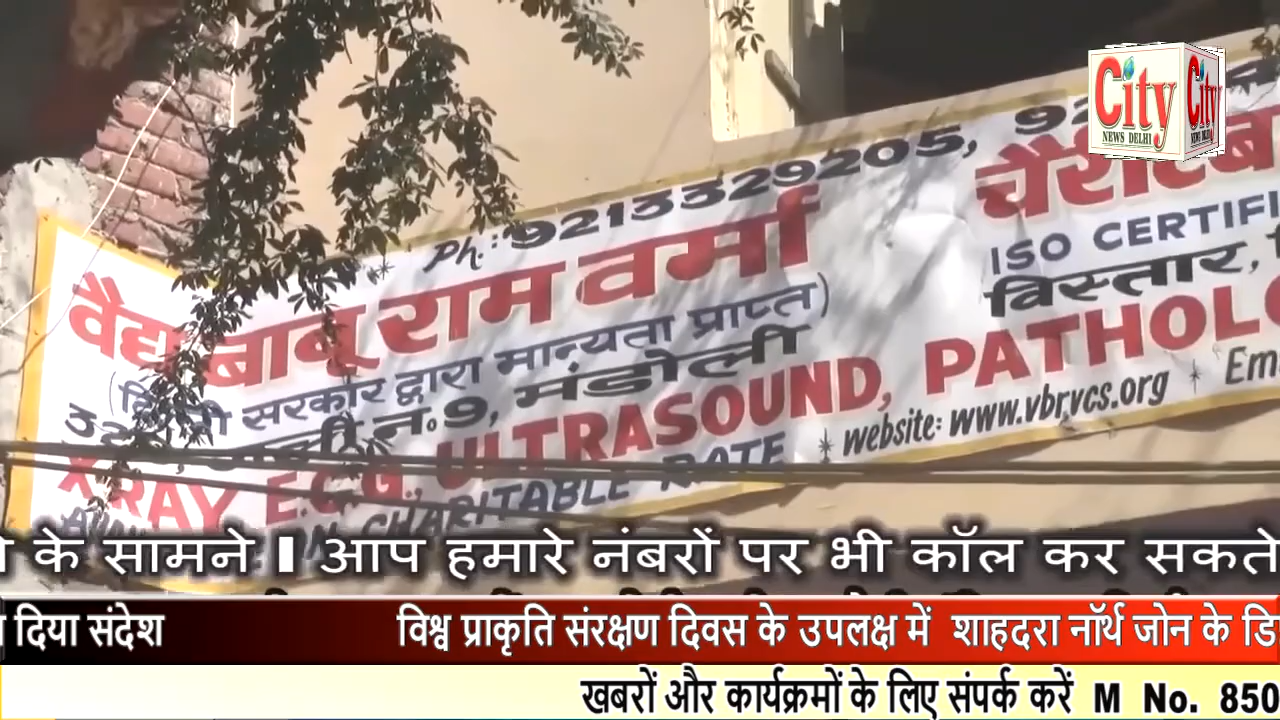 City
NEWS DELHI
Ph.: 9213329205, 92
वैद्य बाबू राम वर्मा
चैरीटेब
सरकार द्वारा मान्यता प्राप्त)
ISO CERTIFI
न॰ 9, मंडोली
विस्तार,
X-RAY E.C.G., ULTRASOUND, PATHOLO
CHARITABLE RATE
website: www.vbrvcs.org
Em
के सामने । आप हमारे नंबरों पर भी कॉल कर सकते
दिया संदेश विश्व प्राकृति संरक्षण दिवस के उपलक्ष में शाहदरा नॉर्थ जोन के डि
खबरों और कार्यक्रमों के लिए संपर्क करें M No. 850